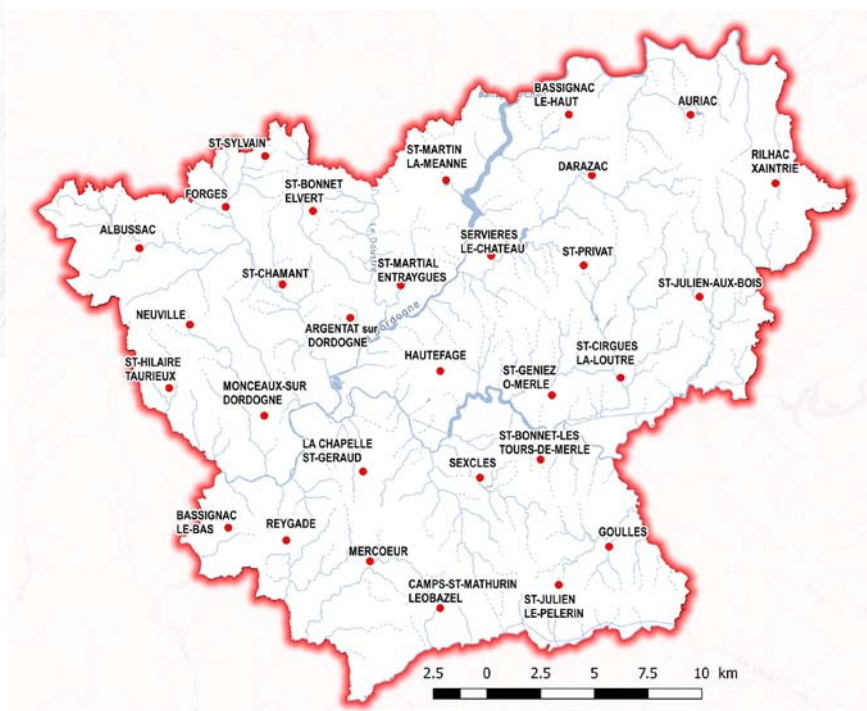 BASSIGNAC
LE-HAUT
AURIAC
ST-SYLVAIN
ST-MARTIN
LA-MEANNE
DARAZAC
RILHAC
XAINTRIE
FORGES
ST-BONNET
ELVERT
ALBUSSAC
Le Doustre
SERVIERES
LE-CHATEAU
ST-PRIVAT
ST-CHAMANT
ST-MARTIAL
ENTRAYGUES
ST-JULIEN-AUX-BOIS
NEUVILLE
ARGENTAT sur
DORDOGNE
Dordogne
ST-HILAIRE
TAURIEUX
HAUTEFAGE
ST-CIRGUES
LA-LOUTRE
ST-GENIEZ
O-MERLE
MONCEAUX-SUR
DORDOGNE
LA CHAPELLE
ST-GERAUD
ST-BONNET-LES
TOURS-DE-MERLE
SEXCLES
BASSIGNAC
LE-BAS
REYGADE
GOULLES
MERCOEUR
CAMPS-ST-MATHURIN
LEOBAZEL
ST-JULIEN
LE-PELERIN
2.5 0 2.5 5 7.5 10 km